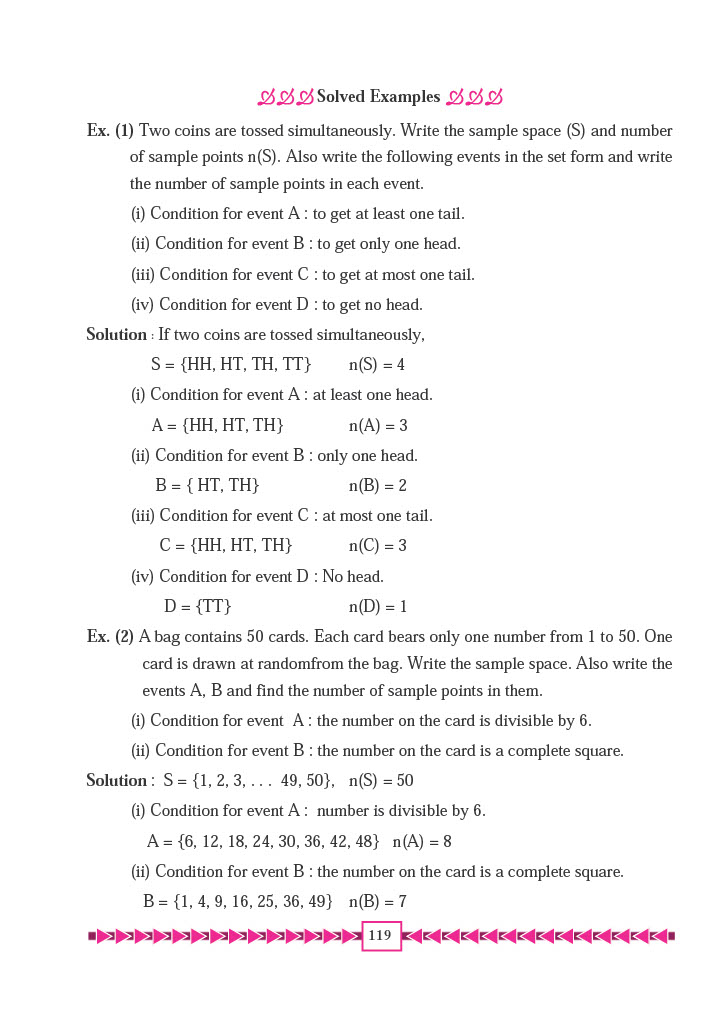 Solved Examples
Ex. (1) Two coins are tossed simultaneously. Write the sample space (S) and number
of sample points n(S). Also write the following events in the set form and write
the number of sample points in each event.
(i) Condition for event A : to get at least one tail.
(ii) Condition for event B : to get only one head.
(iii) Condition for event C : to get at most one tail.
(iv) Condition for event D : to get no head.
Solution : If two coins are tossed simultaneously,
S = {HH, HT, TH, TT} n(S) = 4
(i) Condition for event A : at least one head.
A = {HH, HT, TH} n(A) = 3
(ii) Condition for event B : only one head.
B = { HT, TH} n(B) = 2
(iii) Condition for event C : at most one tail.
C = {HH, HT, TH} n(C) = 3
(iv) Condition for event D : No head.
D = {TT} n(D) = 1
Ex. (2) A bag contains 50 cards. Each card bears only one number from 1 to 50. One
card is drawn at randomfrom the bag. Write the sample space. Also write the
events A, B and find the number of sample points in them.
(i) Condition for event A : the number on the card is divisible by 6.
(ii) Condition for event B : the number on the card is a complete square.
Solution : S = {1, 2, 3, . . . 49, 50}, n(S) = 50
(i) Condition for event A : number is divisible by 6.
A = {6, 12, 18, 24, 30, 36, 42, 48} n(A) = 8
(ii) Condition for event B : the number on the card is a complete square.
B = {1, 4, 9, 16, 25, 36, 49} n(B) = 7
119